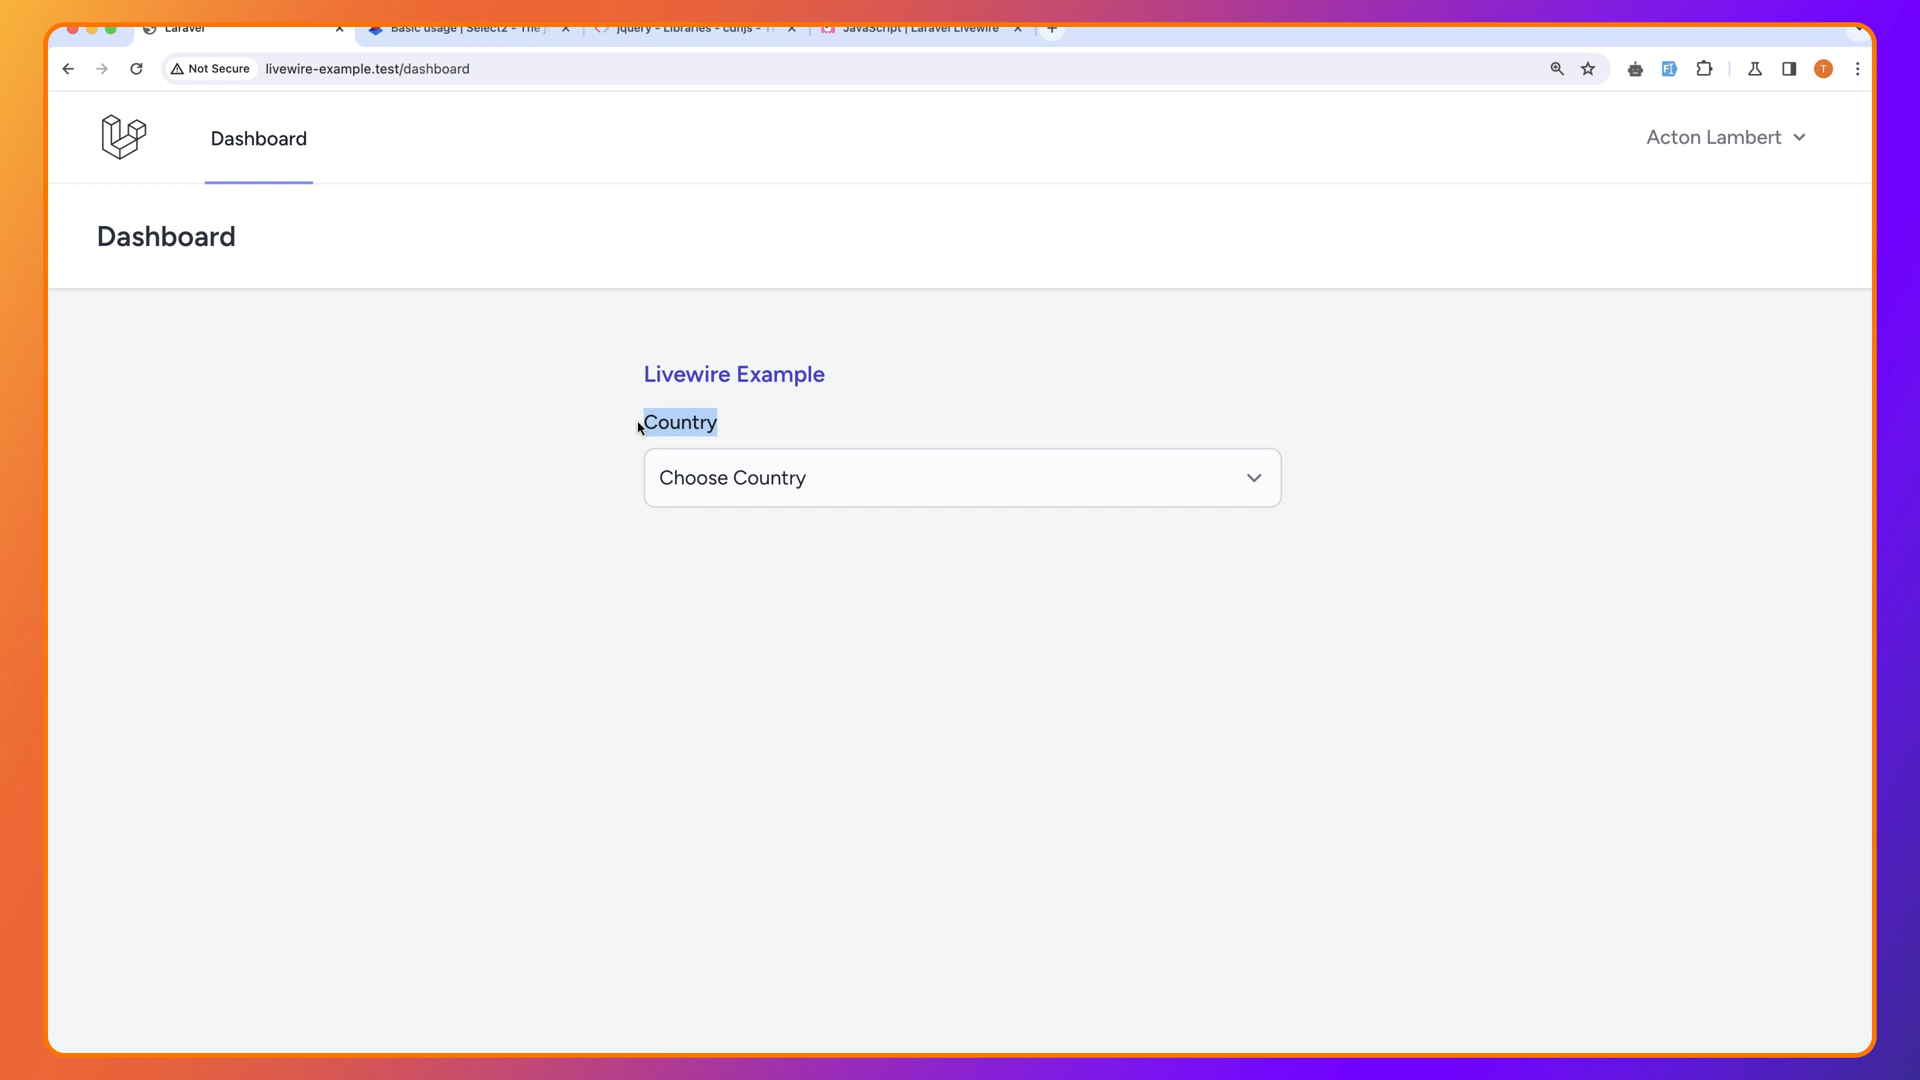 Laravel
Basic usage | Select2 - The j
jquery - Libraries - cdnjs - T
JavaScript | Laravel Livewire
Not Secure
livewire-example.test/dashboard
T
Dashboard
Acton Lambert
Dashboard
Livewire Example
Country
Choose Country